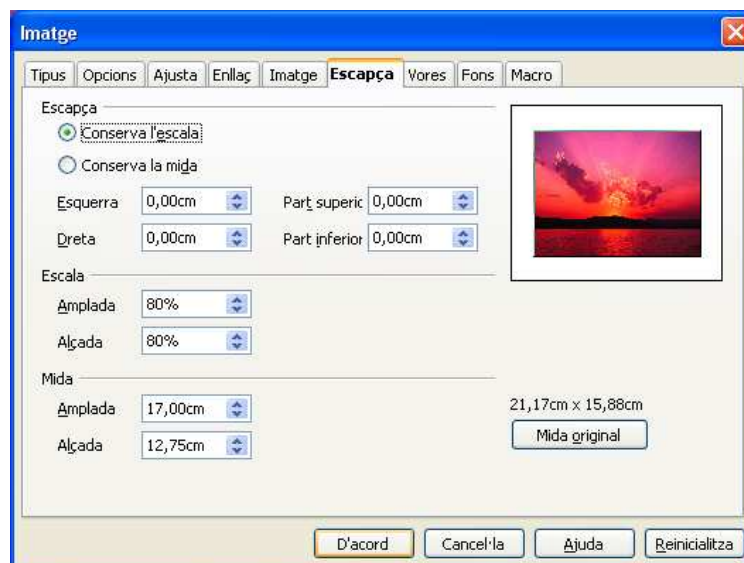 Imatge
Tipus Opcions Ajusta Enllaç Imatge Escapça Vores Fons Macro
Escapça
Conserva l'escala
Conserva la mida
Esquerra 0,00cm Part superic 0,00cm
Dreta 0,00cm Part inferior 0,00cm
Escala
Amplada 80%
Alçada 80%
Mida
Amplada 17,00cm 21,17cm x 15,88cm
Alçada 12,75cm Mida original
D'acord Cancel·la Ajuda Reinicialitza